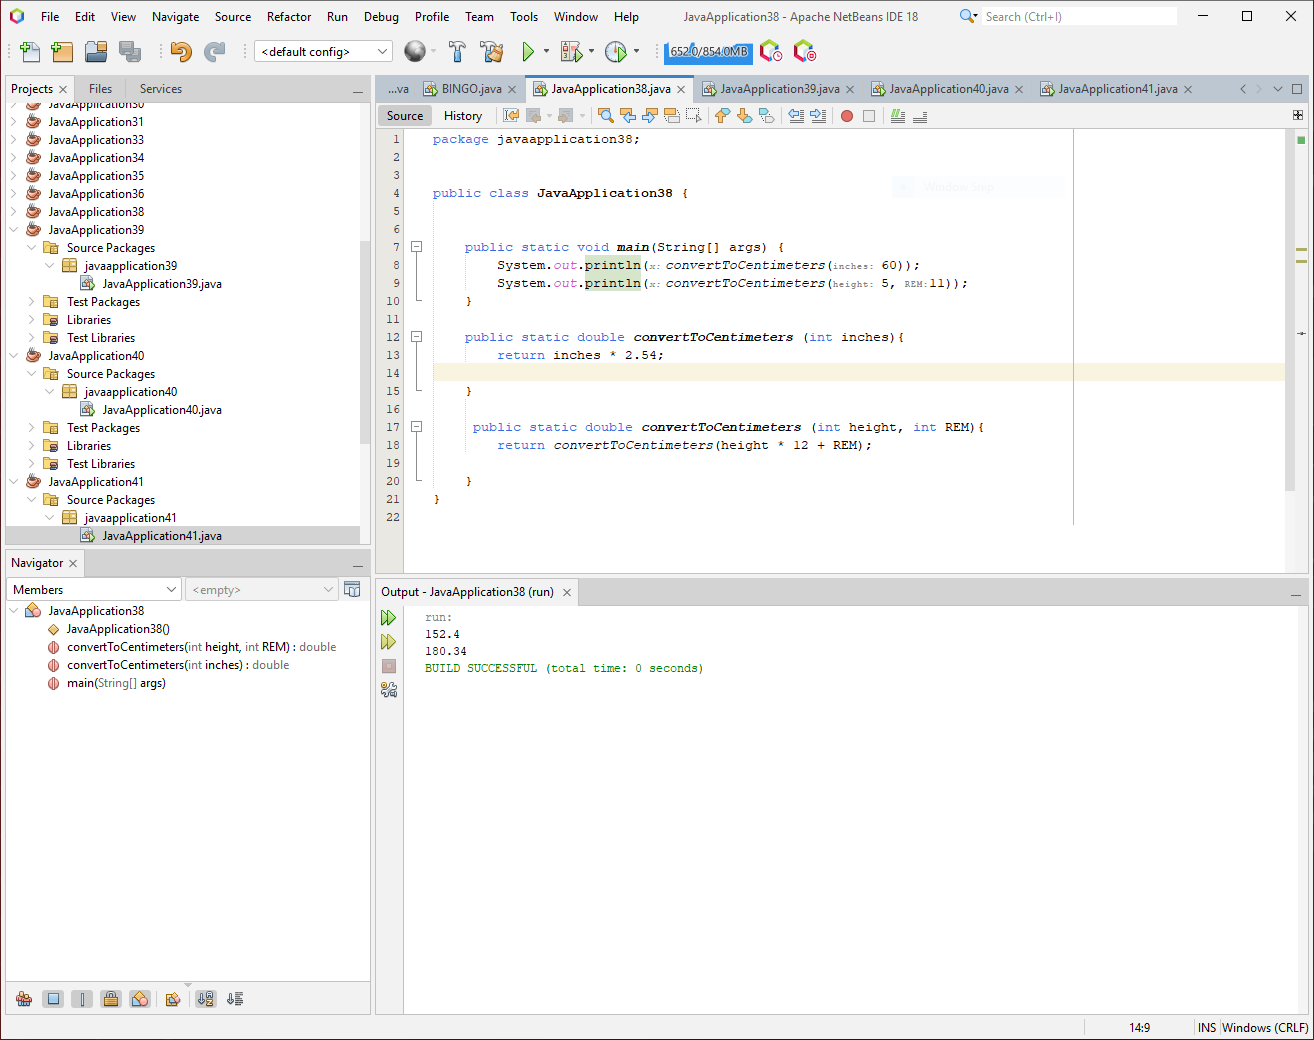 File Edit View Navigate Source Refactor Run Debug Profile Team Tools Window Help JavaApplication38 - Apache NetBeans IDE 18 Search (Ctrl+I)
<default config> 652.0/854.0MB
Projects Files Services
JavaApplication30
JavaApplication31
JavaApplication33
JavaApplication34
JavaApplication35
JavaApplication36
JavaApplication38
JavaApplication39
Source Packages
javaapplication39
JavaApplication39.java
Test Packages
Libraries
Test Libraries
JavaApplication40
Source Packages
javaapplication40
JavaApplication40.java
Test Packages
Libraries
Test Libraries
JavaApplication41
Source Packages
javaapplication41
JavaApplication41.java
...va BINGO.java JavaApplication38.java JavaApplication39.java JavaApplication40.java JavaApplication41.java
Source History
Window Snip
1 package javaapplication38;
2
3
4 public class JavaApplication38 {
5
6
7 public static void main(String[] args) {
8 System.out.println(x: convertToCentimeters(inches: 60));
9 System.out.println(x: convertToCentimeters(height: 5, REM:11));
10 }
11
12 public static double convertToCentimeters (int inches){
13 return inches * 2.54;
14
15 }
16
17 public static double convertToCentimeters (int height, int REM){
18 return convertToCentimeters(height * 12 + REM);
19
20 }
21 }
22
Navigator
Members <empty>
JavaApplication38
JavaApplication38()
convertToCentimeters(int height, int REM) : double
convertToCentimeters(int inches) : double
main(String[] args)
Output - JavaApplication38 (run)
run:
152.4
180.34
BUILD SUCCESSFUL (total time: 0 seconds)
14:9 INS Windows (CRLF)